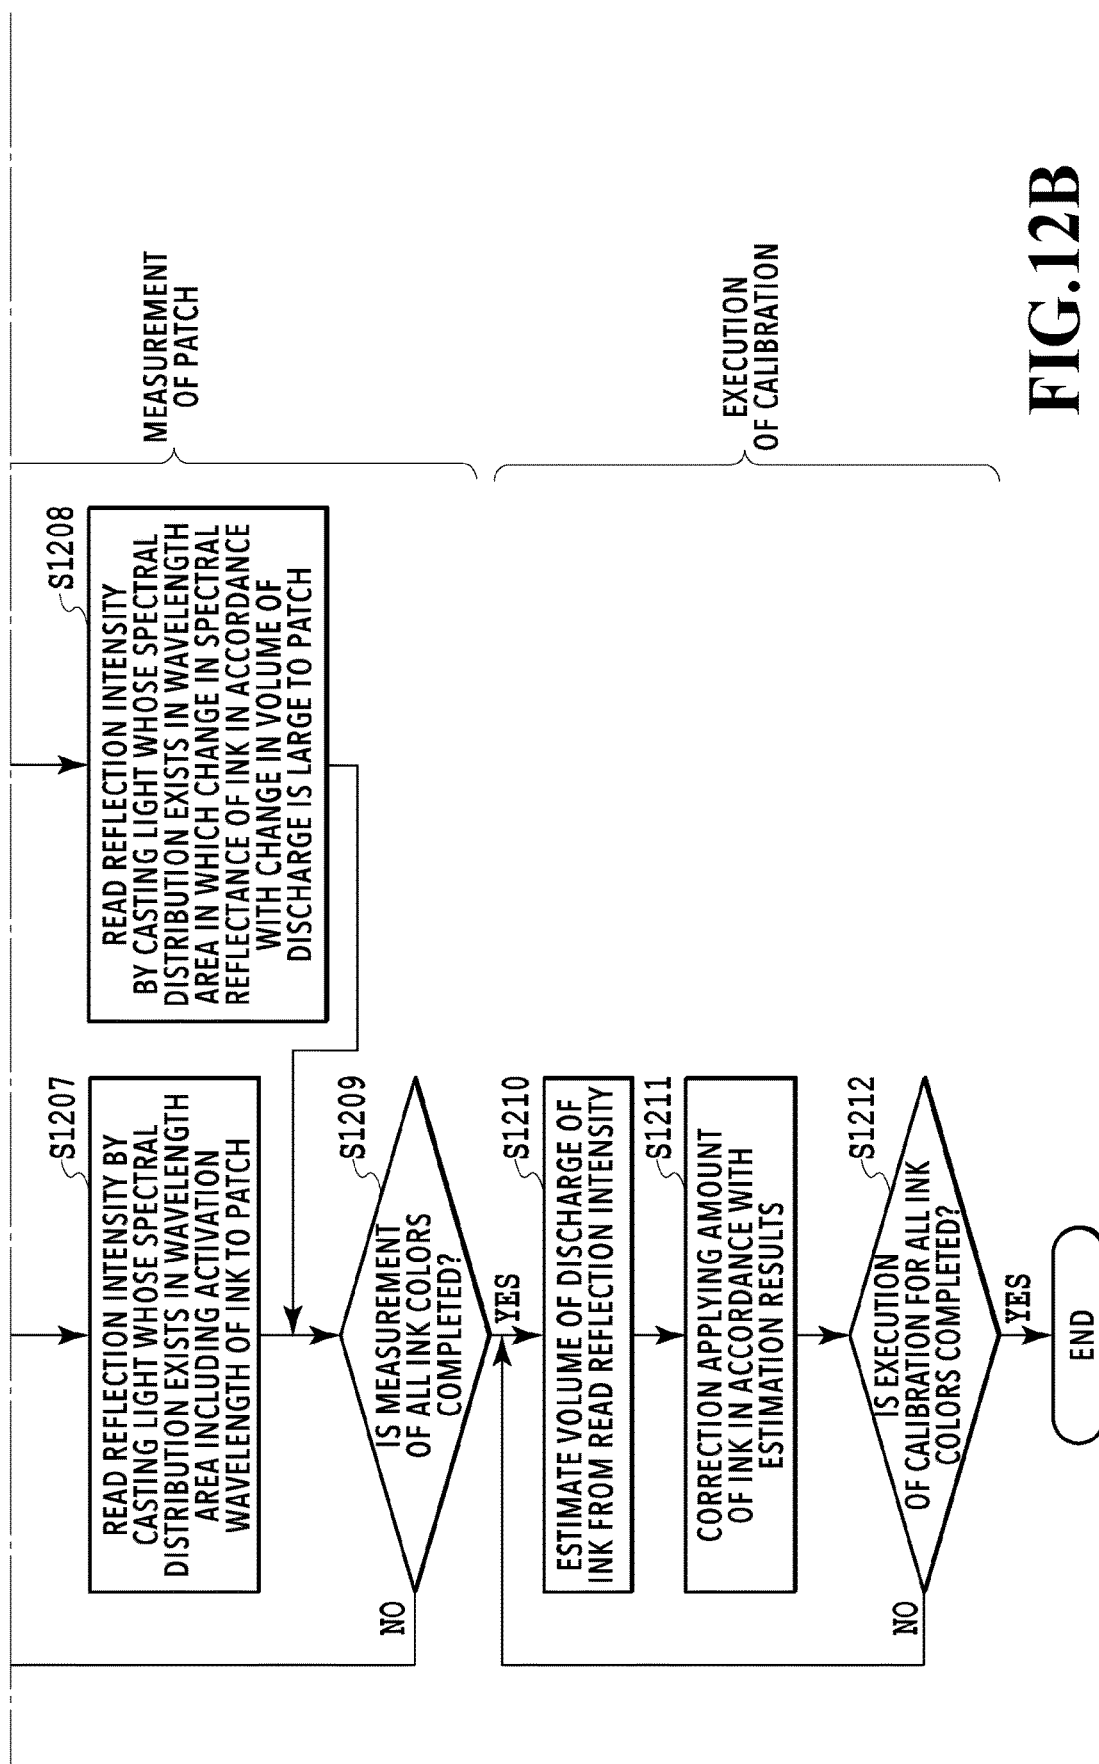 S1207
READ REFLECTION INTENSITY BY
CASTING LIGHT WHOSE SPECTRAL
DISTRIBUTION EXISTS IN WAVELENGTH
AREA INCLUDING ACTIVATION
WAVELENGTH OF INK TO PATCH
S1208
READ REFLECTION INTENSITY
BY CASTING LIGHT WHOSE SPECTRAL
DISTRIBUTION EXISTS IN WAVELENGTH
AREA IN WHICH CHANGE IN SPECTRAL
REFLECTANCE OF INK IN ACCORDANCE
WITH CHANGE IN VOLUME OF
DISCHARGE IS LARGE TO PATCH
MEASUREMENT
OF PATCH
S1209
IS MEASUREMENT
OF ALL INK COLORS
COMPLETED?
NO
YES
S1210
ESTIMATE VOLUME OF DISCHARGE OF
INK FROM READ REFLECTION INTENSITY
S1211
CORRECTION APPLYING AMOUNT
OF INK IN ACCORDANCE WITH
ESTIMATION RESULTS
EXECUTION
OF CALIBRATION
S1212
IS EXECUTION
OF CALIBRATION FOR ALL INK
COLORS COMPLETED?
NO
YES
END
FIG.12B